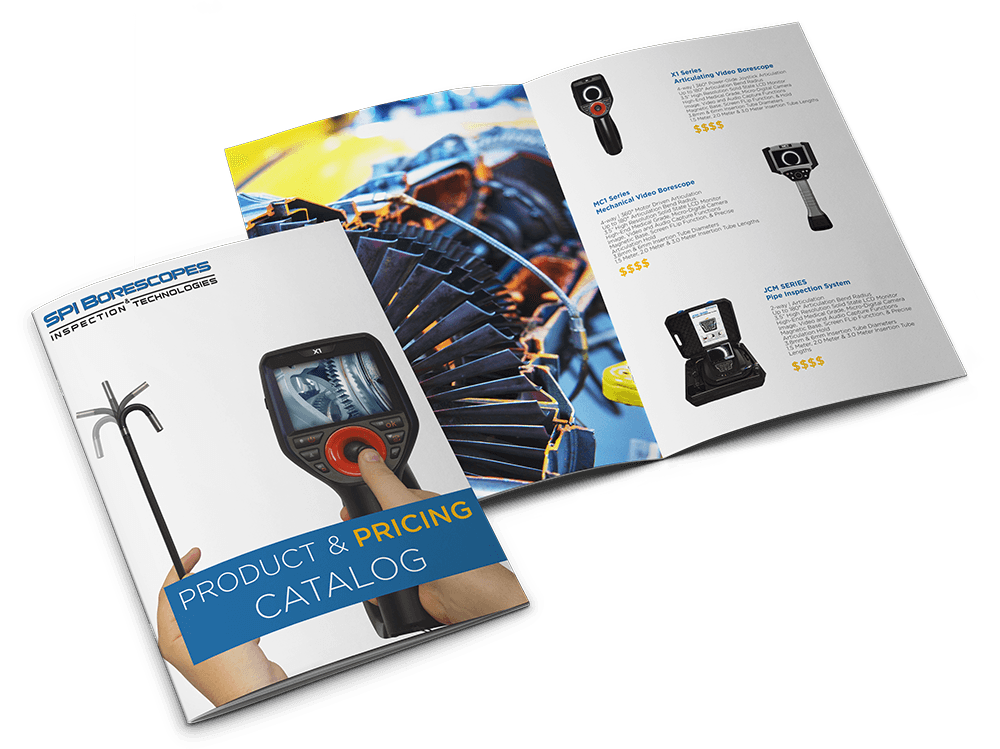 SPI BORESCOPES
INSPECTION & TECHNOLOGIES
X1
PRODUCT & PRICING
CATALOG
X1 Series
Articulating Video Borescope
4-way | 360° Power-Glide Joystick Articulation
Up to 180° Articulation Bend Radius
3.5" High Resolution Solid State LCD Monitor
High-End Medical Grade, Micro-Digital Camera
Image, Video and Audio Capture Functions
Magnetic Base, Screen FLip Function, & Hold
3.8mm & 6mm Insertion Tube Diameters
1.5 Meter, 2.0 Meter & 3.0 Meter Insertion Tube Lengths
$$$$
MC1 Series
Mechanical Video Borescope
4-way | 360° Motor Driven Articulation
Up to 180° Articulation Bend Radius
3.5" High Resolution Solid State LCD Monitor
High-End Medical Grade, Micro-Digital Camera
Image, Video and Audio Capture Functions
Magnetic Base, Screen FLip Function, & Precise
Articulation Hold
3.8mm & 6mm Insertion Tube Diameters
1.5 Meter, 2.0 Meter & 3.0 Meter Insertion Tube Lengths
$$$$
JCM SERIES
Pipe Inspection System
2-way | Articulation
Up to 180° Articulation Bend Radius
3.5" High Resolution Solid State LCD Monitor
High-End Medical Grade, Micro-Digital Camera
Image, Video and Audio Capture Functions
Magnetic Base, Screen FLip Function, & Precise
Articulation Hold
3.8mm & 6mm Insertion Tube Diameters
1.5 Meter, 2.0 Meter & 3.0 Meter Insertion Tube
Lengths
$$$$